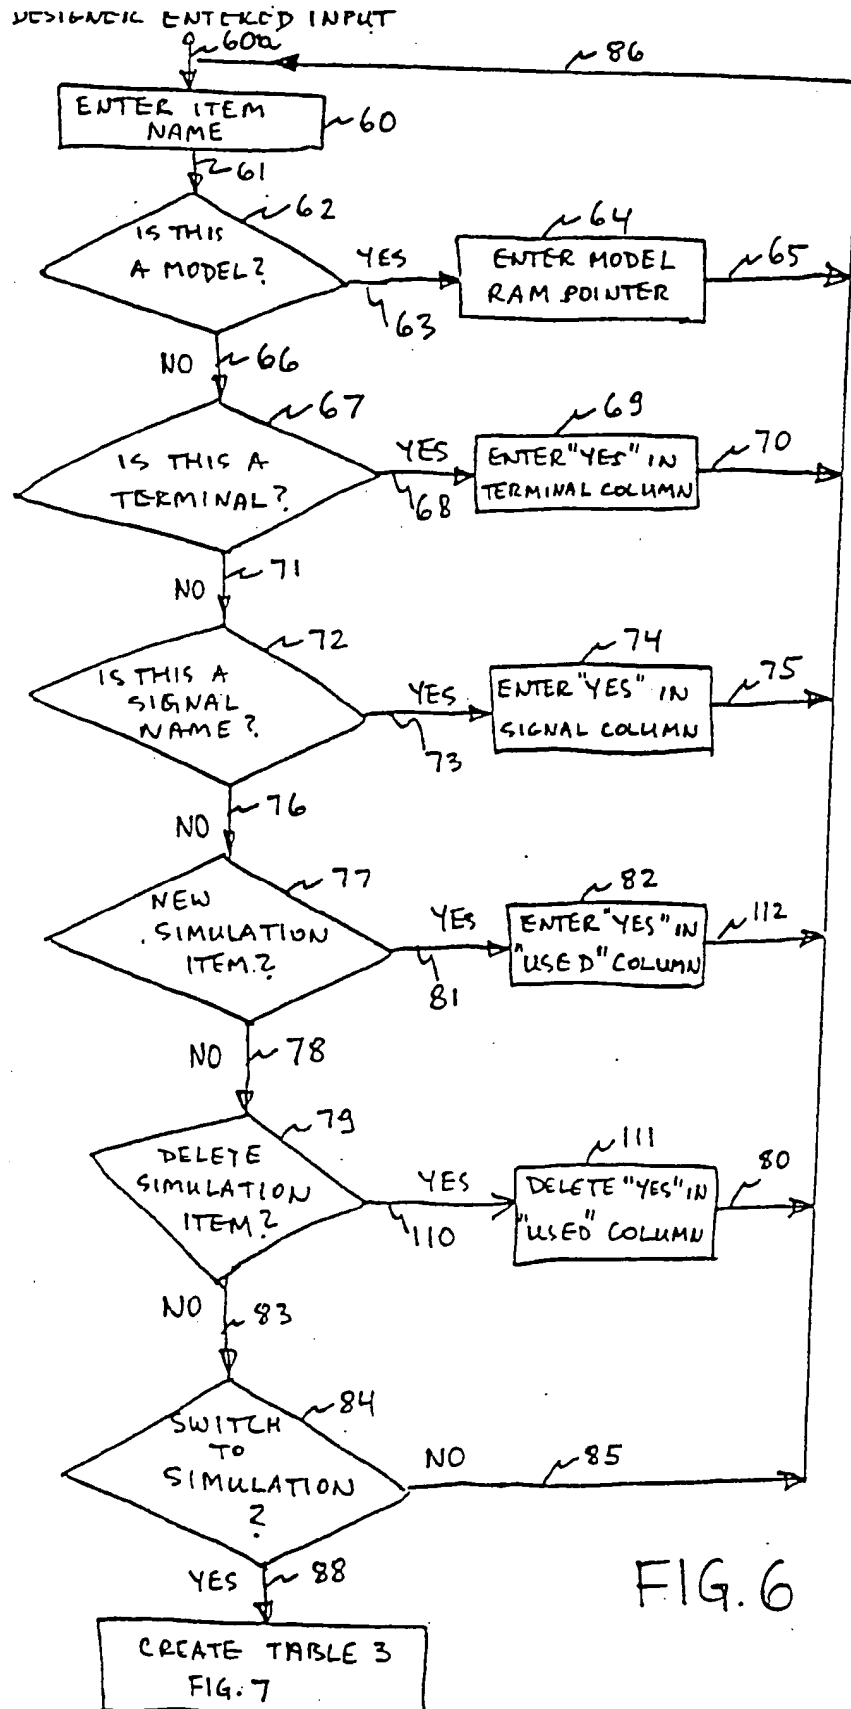 DESIGNER ENTERED INPUT
60a
86
ENTER ITEM
NAME
60
61
62
IS THIS
A MODEL?
YES
63
64
ENTER MODEL
RAM POINTER
65
NO
66
67
IS THIS A
TERMINAL?
YES
68
69
ENTER "YES" IN
TERMINAL COLUMN
70
NO
71
72
IS THIS A
SIGNAL
NAME?
YES
73
74
ENTER "YES" IN
SIGNAL COLUMN
75
NO
76
77
NEW
SIMULATION
ITEM?
YES
81
82
ENTER "YES" IN
"USED" COLUMN
112
NO
78
79
DELETE
SIMULATION
ITEM?
YES
110
111
DELETE "YES" IN
"USED" COLUMN
80
NO
83
84
SWITCH
TO
SIMULATION
?
NO
85
YES
88
CREATE TABLE 3
FIG. 7
FIG. 6